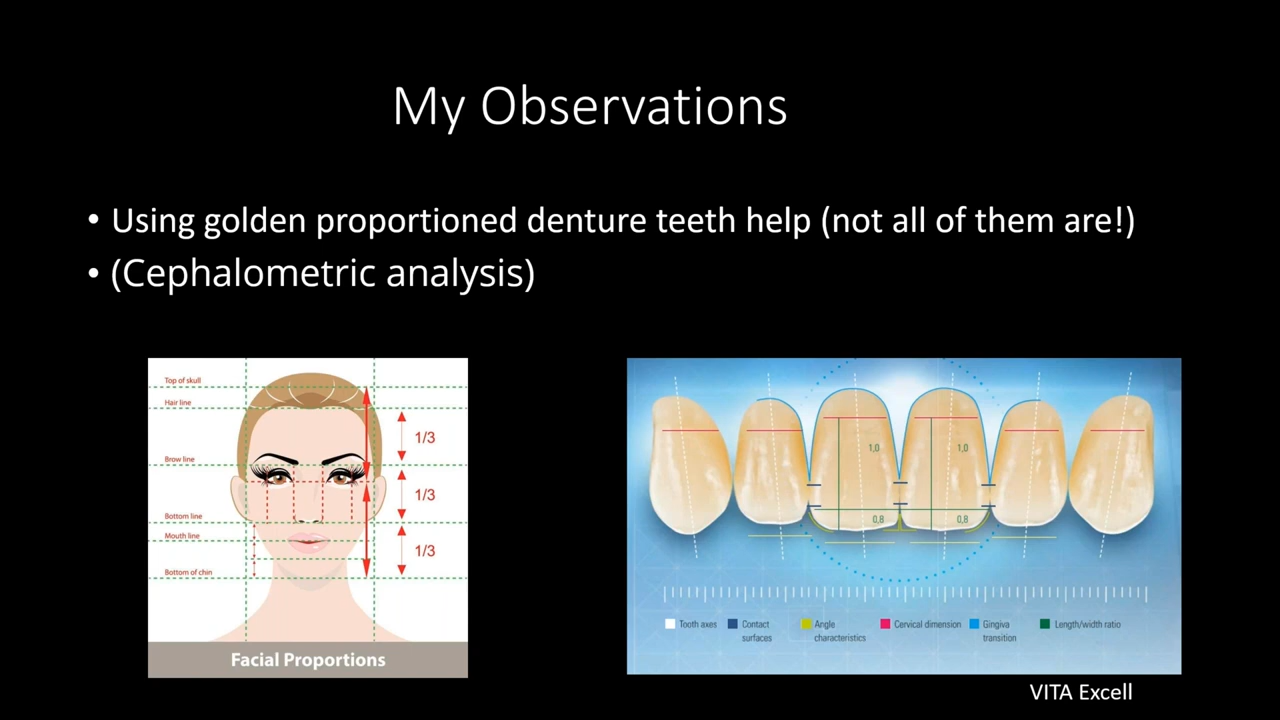 My Observations
• Using golden proportioned denture teeth help (not all of them are!)
• (Cephalometric analysis)
Top of skull
Hair line
Brow line
Bottom line
Mouth line
Bottom of chin
1/3
1/3
1/3
Facial Proportions
1,0 1,0
0,8 0,8
Tooth axes
Contact surfaces
Angle characteristics
Cervical dimension
Gingiva transition
Length/width ratio
VITA Excell